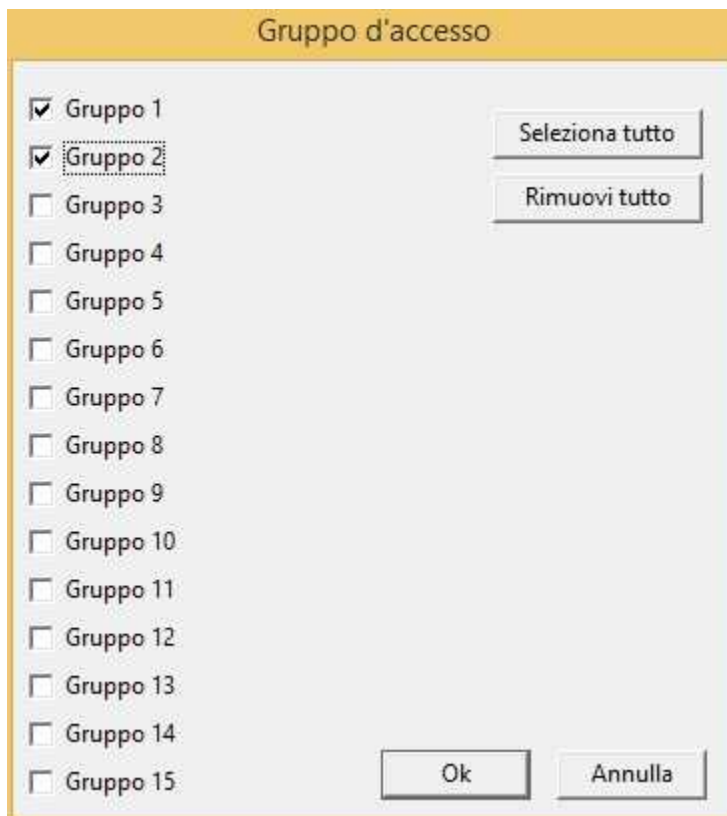 Gruppo d'accesso
Gruppo 1
Gruppo 2
Gruppo 3
Gruppo 4
Gruppo 5
Gruppo 6
Gruppo 7
Gruppo 8
Gruppo 9
Gruppo 10
Gruppo 11
Gruppo 12
Gruppo 13
Gruppo 14
Gruppo 15
Seleziona tutto
Rimuovi tutto
Ok
Annulla